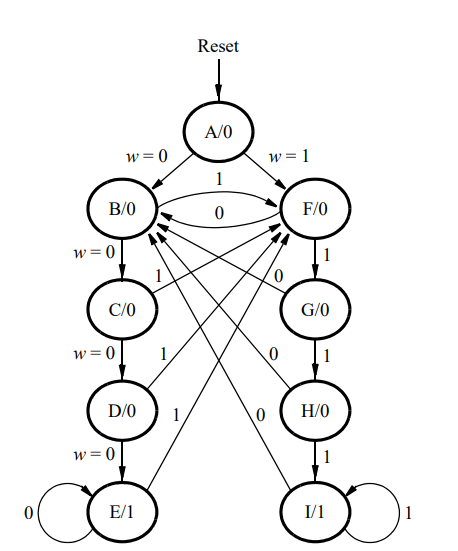 Reset
A/0
w = 0 w = 1
1
B/0 0 F/0
w = 0 1
1 0
C/0 G/0
w = 0 1 0 1
D/0 H/0
w = 0 1 0 1
0 E/1 I/1 1